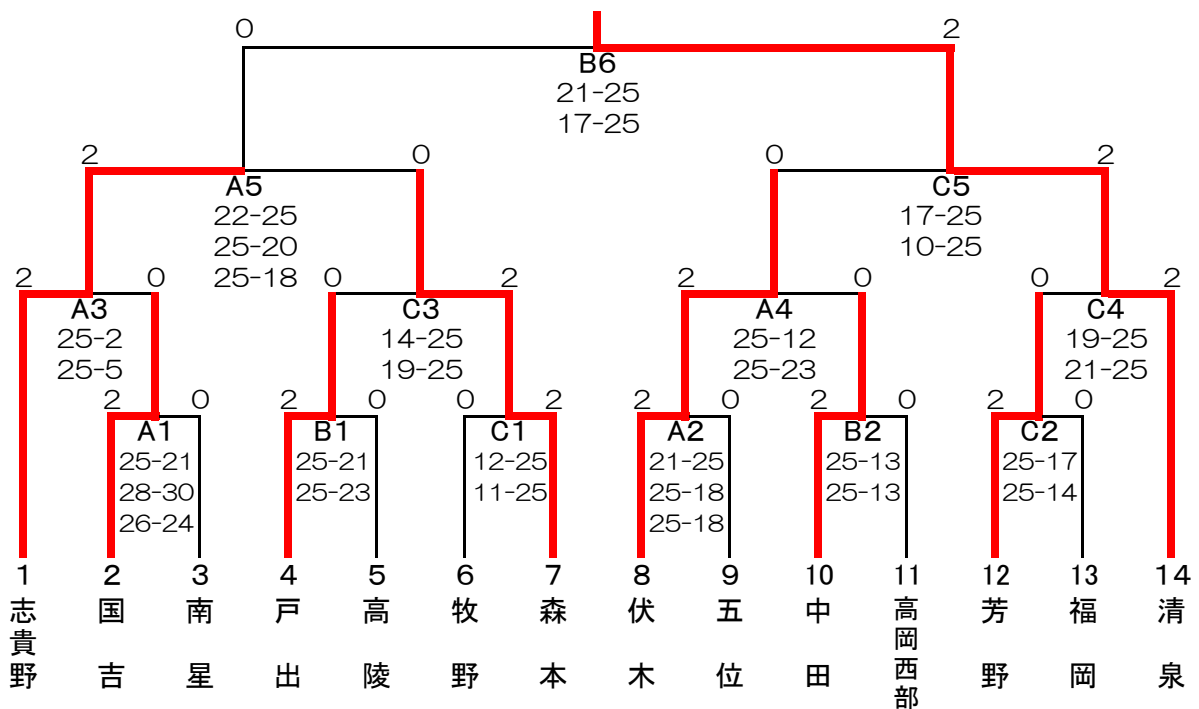 0 2
B6
21-25
17-25
2 0 0 2
A5 C5
22-25 17-25
25-20 10-25
25-18
2 0 0 2 2 0 0 2
A3 C3 A4 C4
25-2 14-25 25-12 19-25
25-5 19-25 25-23 21-25
2 0 2 0 0 2 2 0 2 0 2 0
A1 B1 C1 A2 B2 C2
25-21 25-21 12-25 21-25 25-13 25-17
28-30 25-23 11-25 25-18 25-13 25-14
26-24 25-18
1 2 3 4 5 6 7 8 9 10 11 12 13 14
志貴野
国吉
南星
戸出
高陵
牧野
森本
伏木
五位
中田
高岡西部
芳野
福岡
清泉